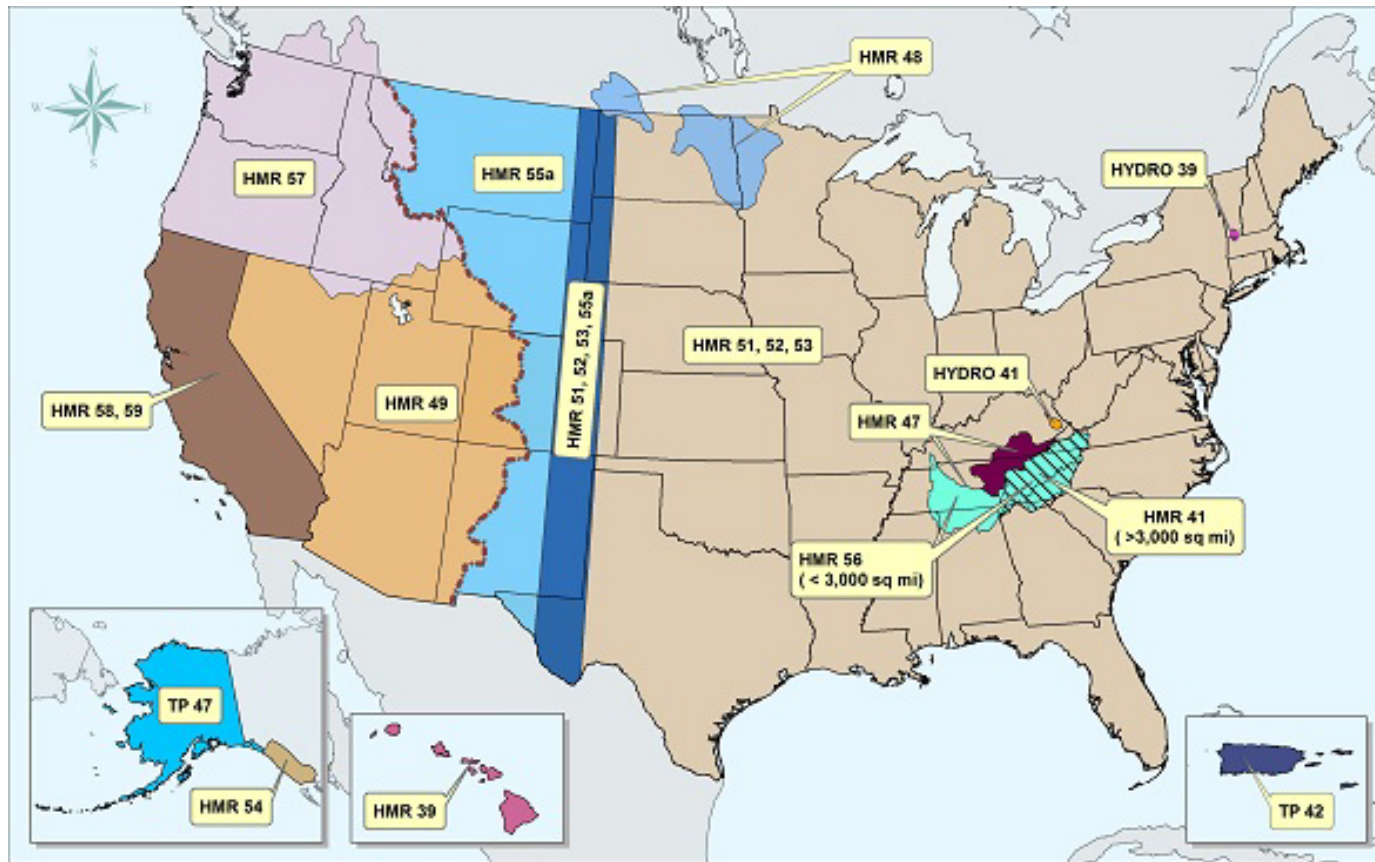 N
W
E
S
HMR 48
HMR 57
HMR 55a
HYDRO 39
HMR 51, 52, 53, 55a
HMR 51, 52, 53
HYDRO 41
HMR 58, 59
HMR 49
HMR 47
HMR 41
( >3,000 sq mi)
HMR 56
( < 3,000 sq mi)
TP 47
HMR 54
HMR 39
TP 42